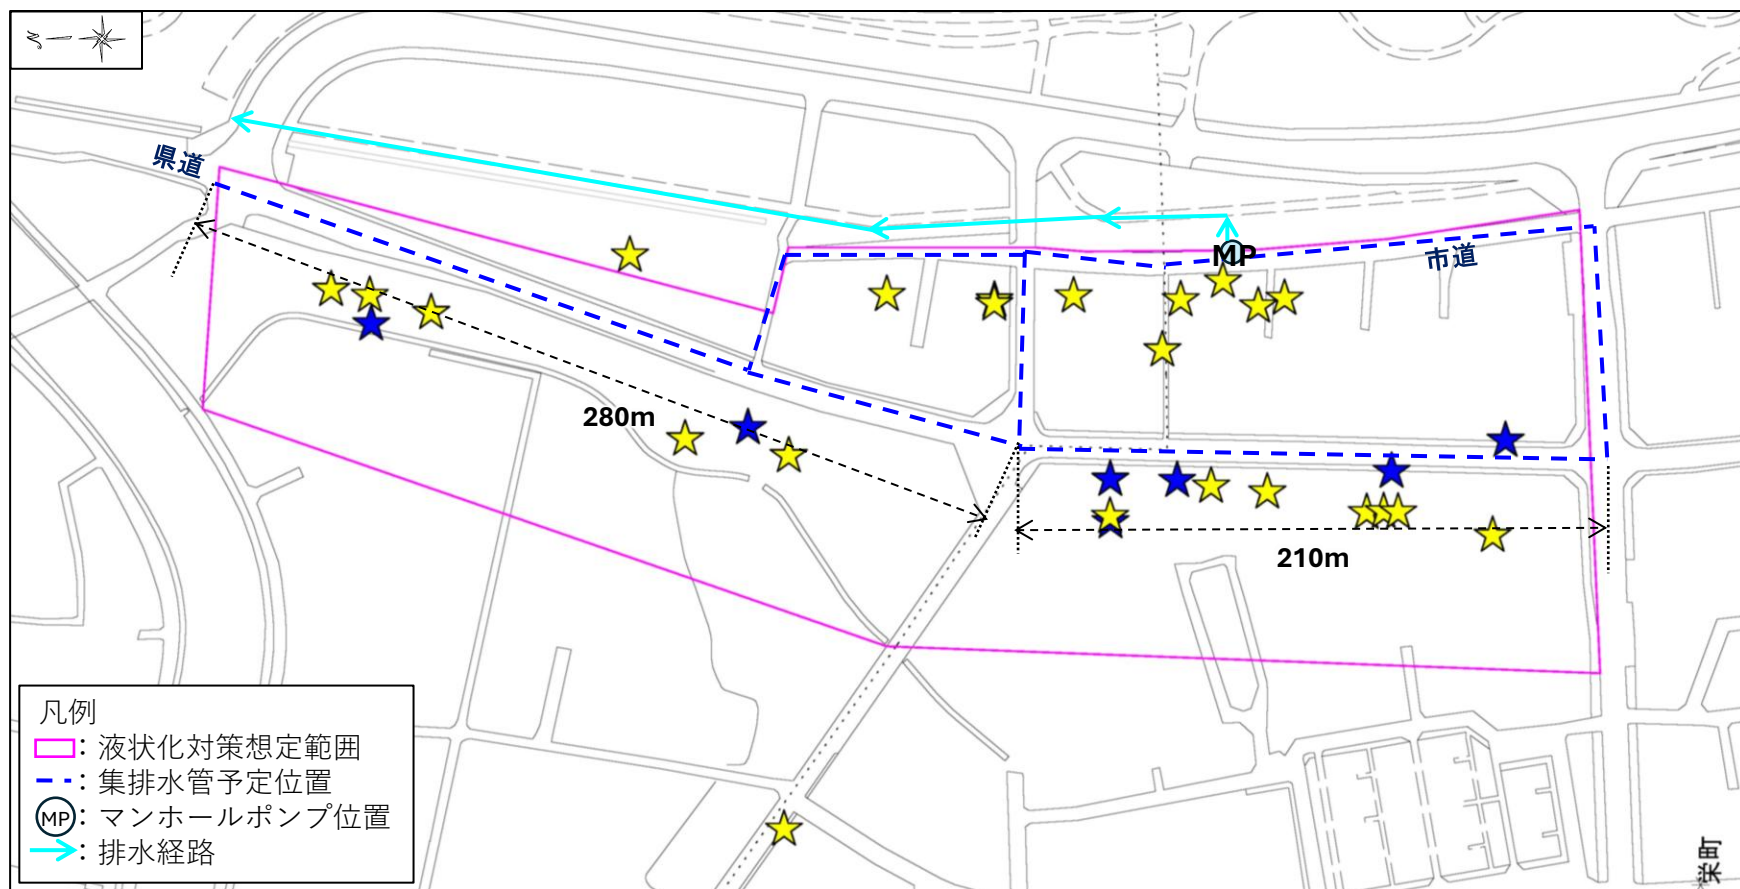 県道
MP
市道
280m
210m
凡例
：液状化対策想定範囲
：集排水管予定位置
MP：マンホールポンプ位置
：排水経路
栄町